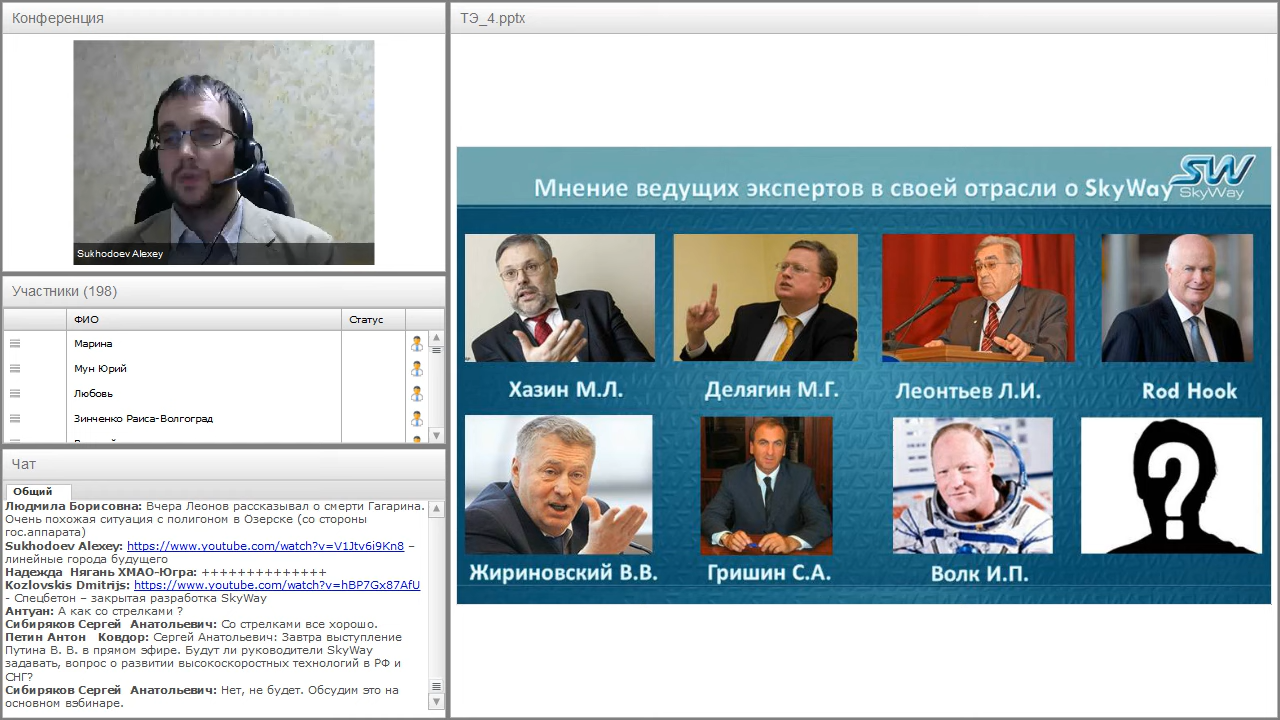 Конференция
Sukhodoev Alexey
Участники (198)
ФИО
Статус
Марина
Мун Юрий
Любовь
Зинченко Раиса-Волгоград
Чат
Общий
Людмила Борисовна: Вчера Леонов рассказывал о смерти Гагарина.
Очень похожая ситуация с полигоном в Озерске (со стороны
гос.аппарата)
Sukhodoev Alexey: https://www.youtube.com/watch?v=V1Jtv6i9Kn8 –
линейные города будущего
Надежда Нягань ХМАО-Югра: ++++++++++++++
Kozlovskis Dmitrijs: https://www.youtube.com/watch?v=hBP7Gx87AfU
- Спецбетон – закрытая разработка SkyWay
Антуан: А как со стрелками ?
Сибиряков Сергей Анатольевич: Со стрелками все хорошо.
Петин Антон Ковдор: Сергей Анатольевич: Завтра выступление
Путина В. В. в прямом эфире. Будут ли руководители SkyWay
задавать, вопрос о развитии высокоскоростных технологий в РФ и
СНГ?
Сибиряков Сергей Анатольевич: Нет, не будет. Обсудим это на
основном вэбинаре.
ТЭ_4.pptx
Мнение ведущих экспертов в своей отрасли о SkyWay
SW
SkyWay
Хазин М.Л.
Делягин М.Г.
Леонтьев Л.И.
Rod Hook
Жириновский В.В.
Гришин С.А.
Волк И.П.
?